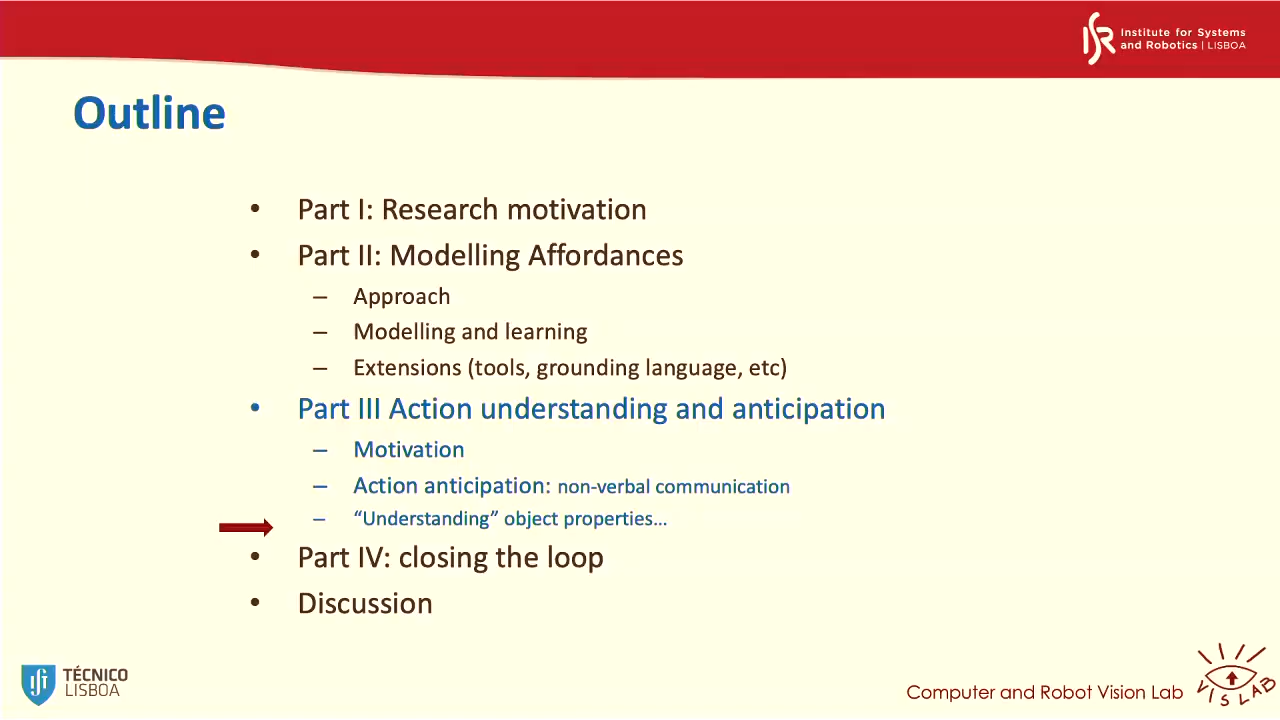 Institute for Systems
and Robotics | LISBOA
Outline
• Part I: Research motivation
• Part II: Modelling Affordances
– Approach
– Modelling and learning
– Extensions (tools, grounding language, etc)
• Part III Action understanding and anticipation
– Motivation
– Action anticipation: non-verbal communication
– “Understanding” object properties...
• Part IV: closing the loop
• Discussion
TÉCNICO
LISBOA
Computer and Robot Vision Lab
VISLAB